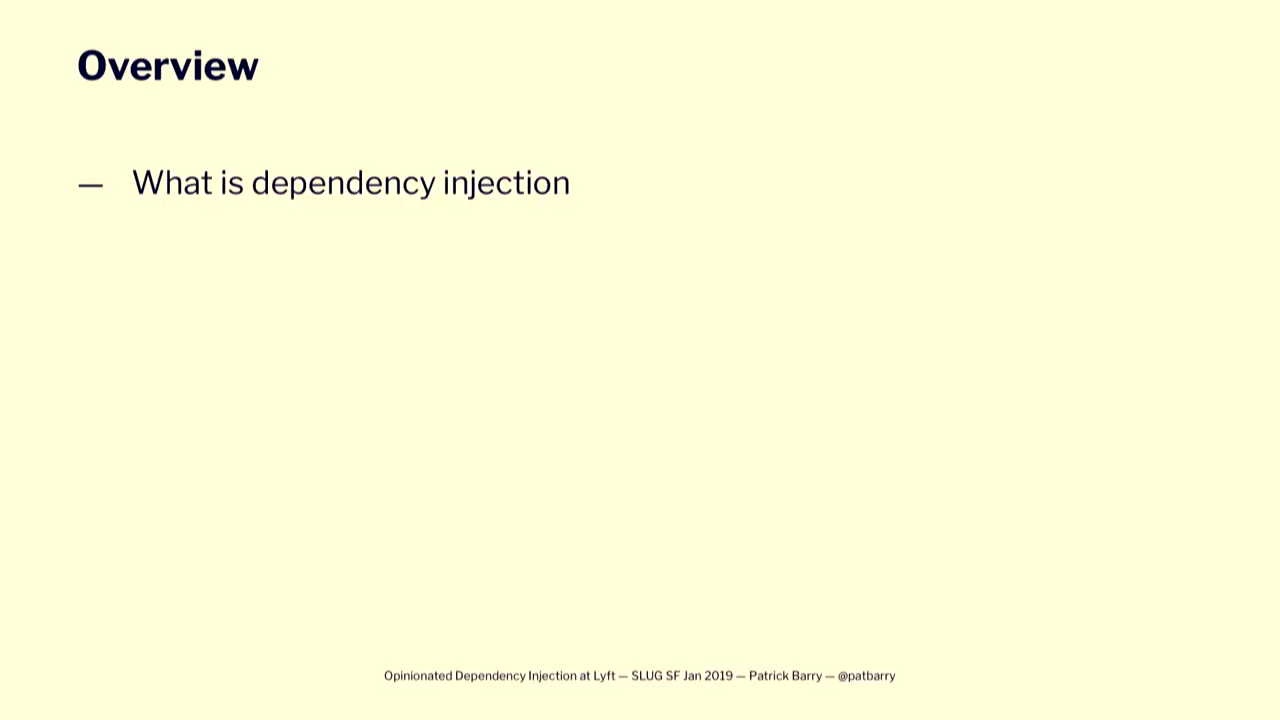 Overview
— What is dependency injection
Opinionated Dependency Injection at Lyft — SLUG SF Jan 2019 — Patrick Barry — @patbarry